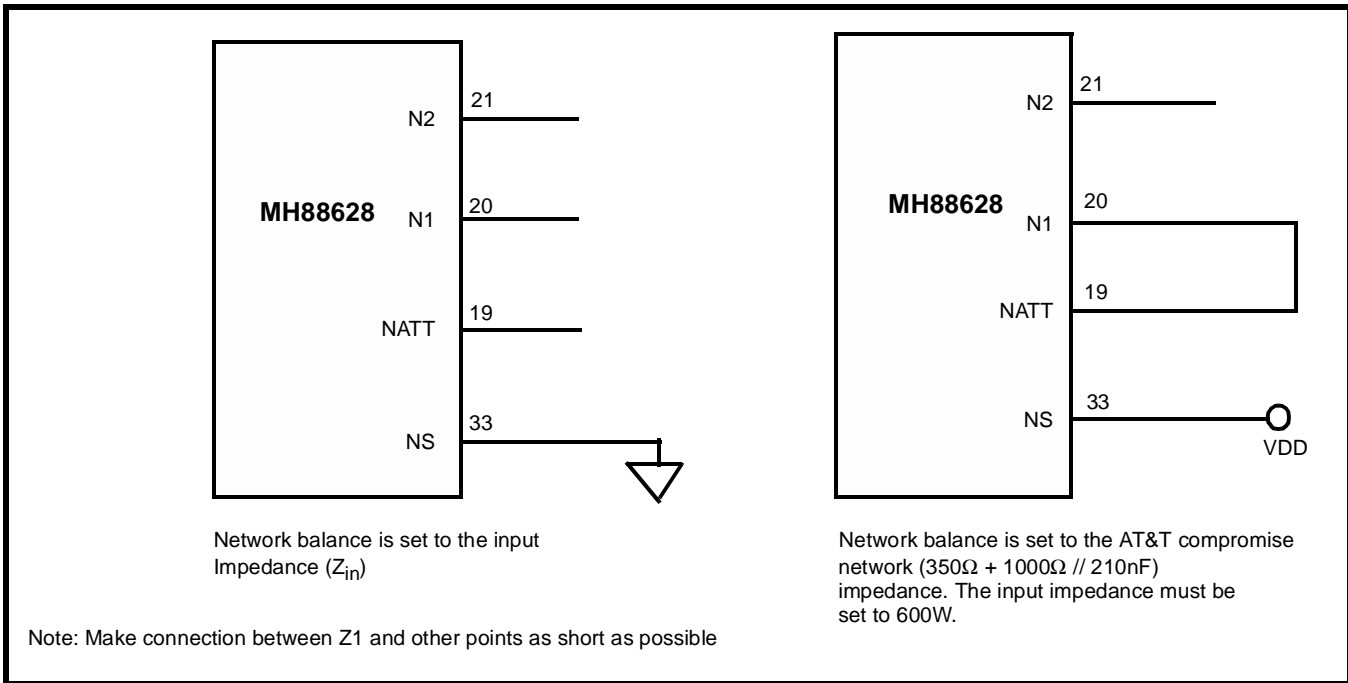 N2 21
MH88628
N1 20
NATT 19
NS 33
Network balance is set to the input
Impedance (Zin)
N2 21
MH88628
N1 20
NATT 19
NS 33
VDD
Network balance is set to the AT&T compromise
network (350Ω + 1000Ω // 210nF)
impedance. The input impedance must be
set to 600W.
Note: Make connection between Z1 and other points as short as possible